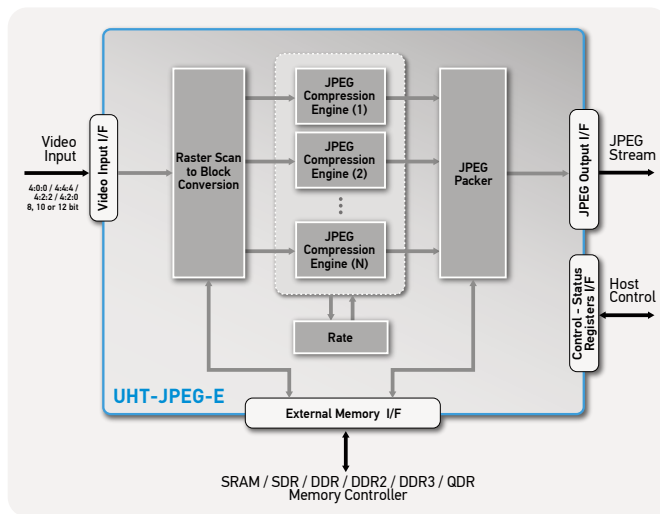 Video
Input
4:0:0 / 4:4:4 /
4:2:2 / 4:2:0
8, 10 or 12 bit
Video Input I/F
Raster Scan
to Block
Conversion
JPEG
Compression
Engine (1)
JPEG
Compression
Engine (2)
JPEG
Compression
Engine (N)
Rate
JPEG
Packer
JPEG Output I/F
JPEG
Stream
Control - Status
Registers I/F
Host
Control
UHT-JPEG-E
External Memory I/F
SRAM / SDR / DDR / DDR2 / DDR3 / QDR
Memory Controller